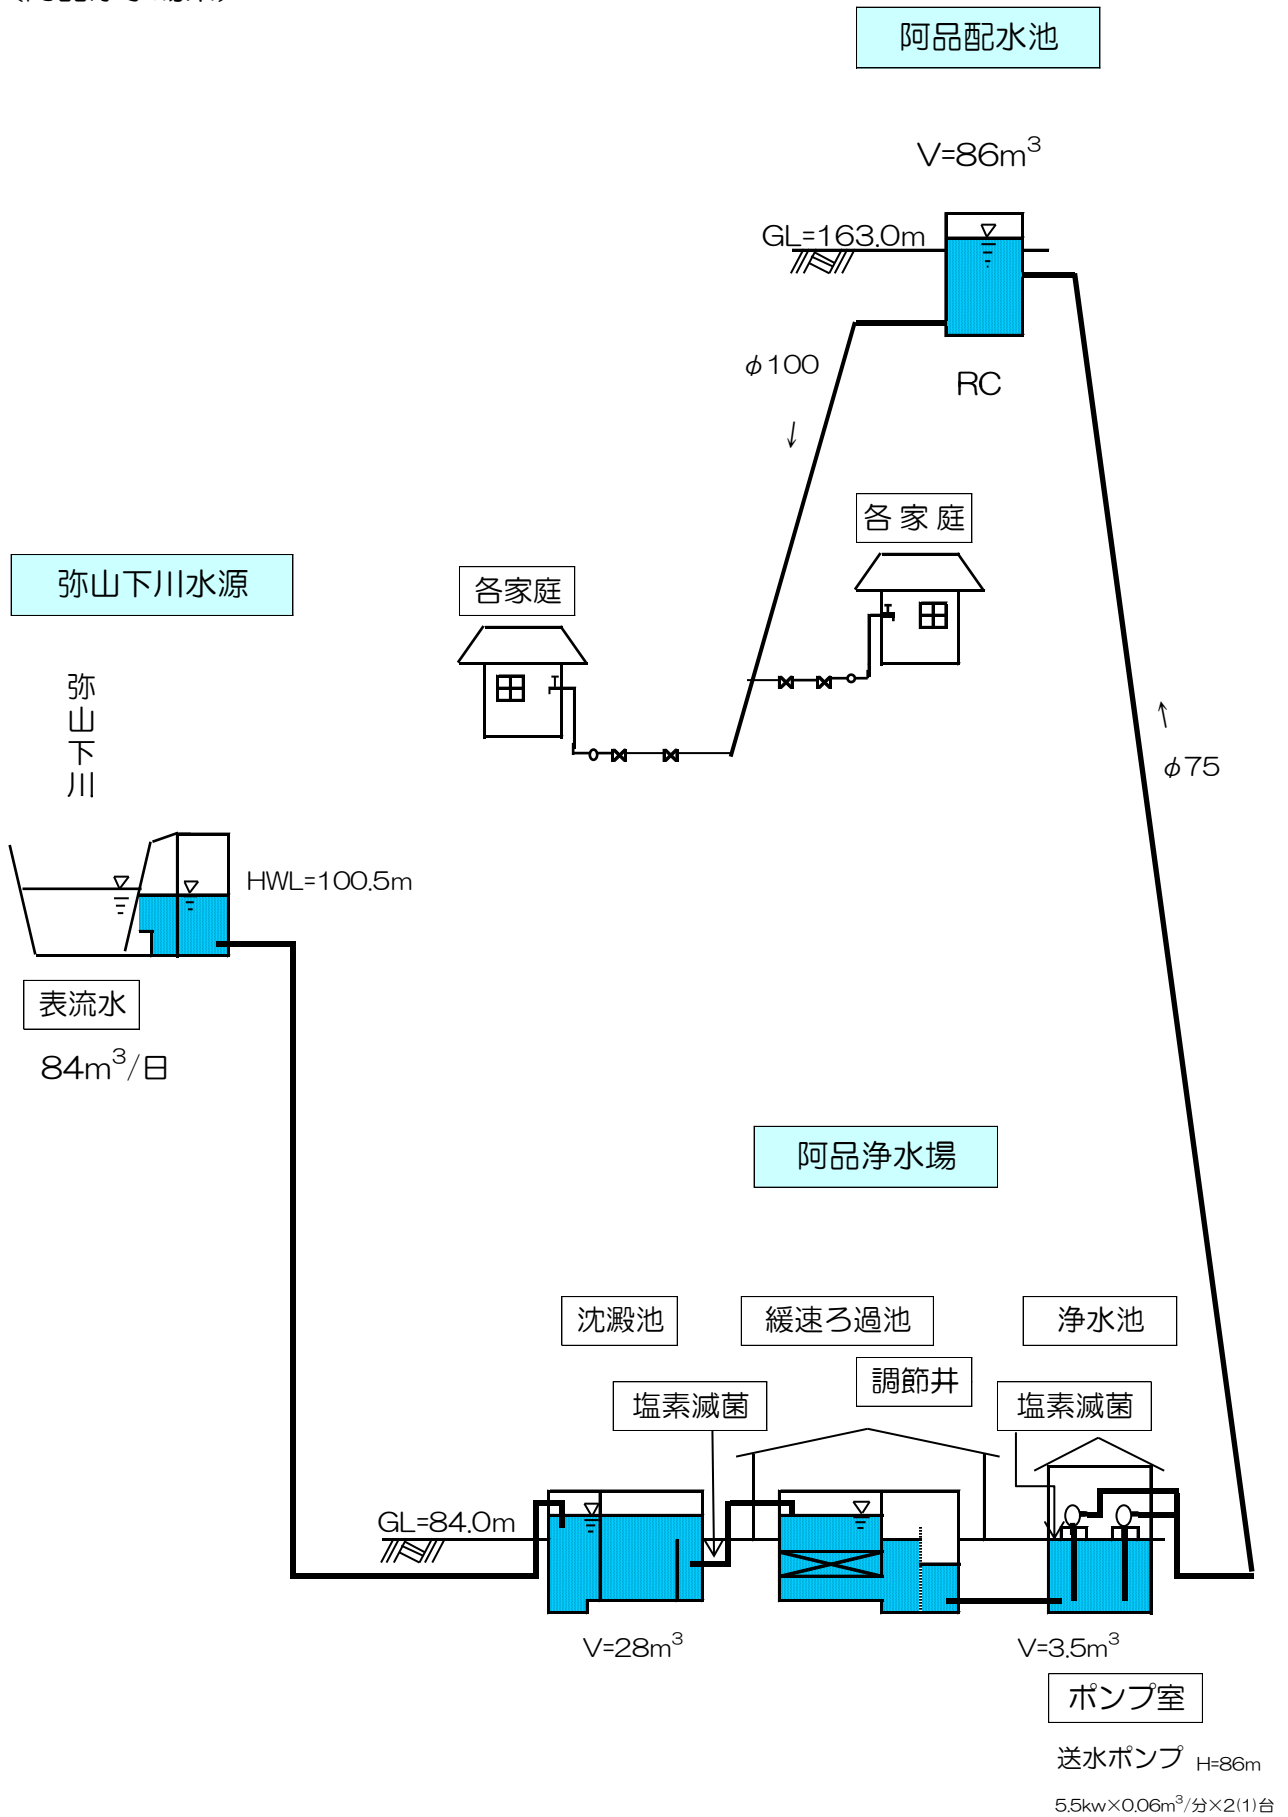 阿品配水池
V=86m³
GL=163.0m
φ100
RC
各家庭
弥山下川水源
各家庭
弥山下川
φ75
HWL=100.5m
表流水
84m³/日
阿品浄水場
沈澱池
緩速ろ過池
浄水池
調節井
塩素滅菌
塩素滅菌
GL=84.0m
V=28m³
V=3.5m³
ポンプ室
送水ポンプ H=86m
5.5kw×0.06m³/分×2(1)台